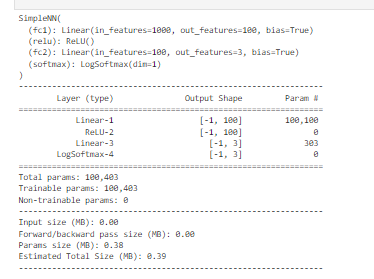 SimpleNN(
  (fc1): Linear(in_features=1000, out_features=100, bias=True)
  (relu): ReLU()
  (fc2): Linear(in_features=100, out_features=3, bias=True)
  (softmax): LogSoftmax(dim=1)
)
----------------------------------------------------------------
        Layer (type)               Output Shape         Param #
================================================================
            Linear-1                  [-1, 100]         100,100
              ReLU-2                  [-1, 100]               0
            Linear-3                    [-1, 3]             303
        LogSoftmax-4                    [-1, 3]               0
================================================================
Total params: 100,403
Trainable params: 100,403
Non-trainable params: 0
----------------------------------------------------------------
Input size (MB): 0.00
Forward/backward pass size (MB): 0.00
Params size (MB): 0.38
Estimated Total Size (MB): 0.39
----------------------------------------------------------------